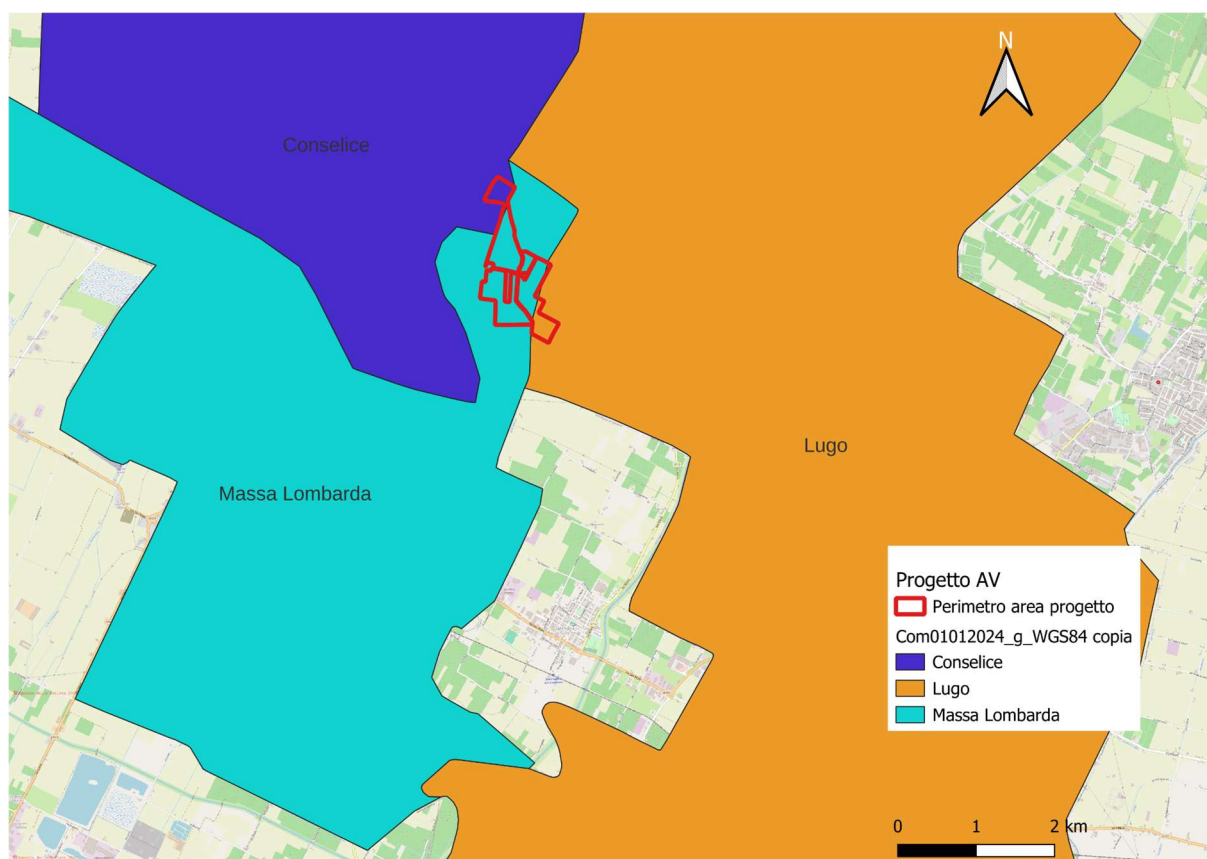 N
Conselice
Lugo
Massa Lombarda
Progetto AV
Perimetro area progetto
Com01012024_g_WGS84 copia
Conselice
Lugo
Massa Lombarda
0 1 2 km